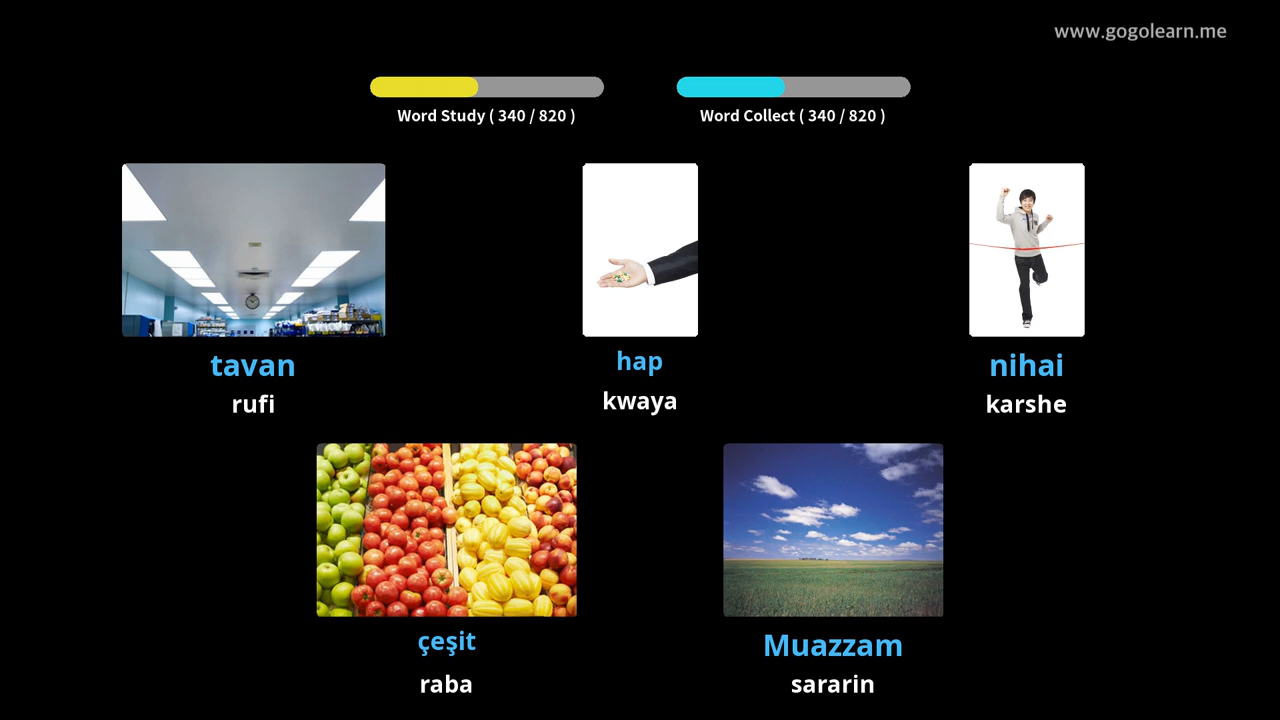 www.gogolearn.me
Word Study ( 340 / 820 )
Word Collect ( 340 / 820 )
tavan
rufi
hap
kwaya
nihai
karshe
çeşit
raba
Muazzam
sararin